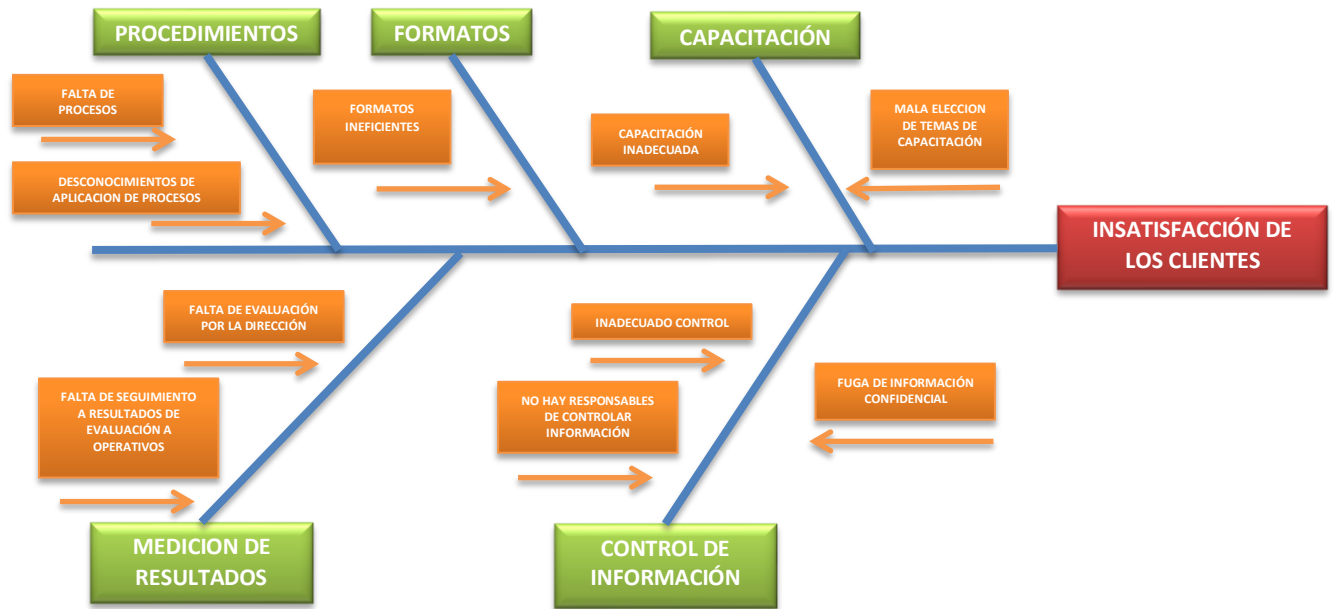 PROCEDIMIENTOS
FORMATOS
CAPACITACIÓN
FALTA DE
PROCESOS
FORMATOS
INEFICIENTES
CAPACITACIÓN
INADECUADA
MALA ELECCION
DE TEMAS DE
CAPACITACIÓN
DESCONOCIMIENTOS DE
APLICACION DE PROCESOS
INSATISFACCIÓN DE
LOS CLIENTES
FALTA DE EVALUACIÓN
POR LA DIRECCIÓN
INADECUADO CONTROL
FALTA DE SEGUIMIENTO
A RESULTADOS DE
EVALUACIÓN A
OPERATIVOS
NO HAY RESPONSABLES
DE CONTROLAR
INFORMACIÓN
FUGA DE INFORMACIÓN
CONFIDENCIAL
MEDICION DE
RESULTADOS
CONTROL DE
INFORMACIÓN